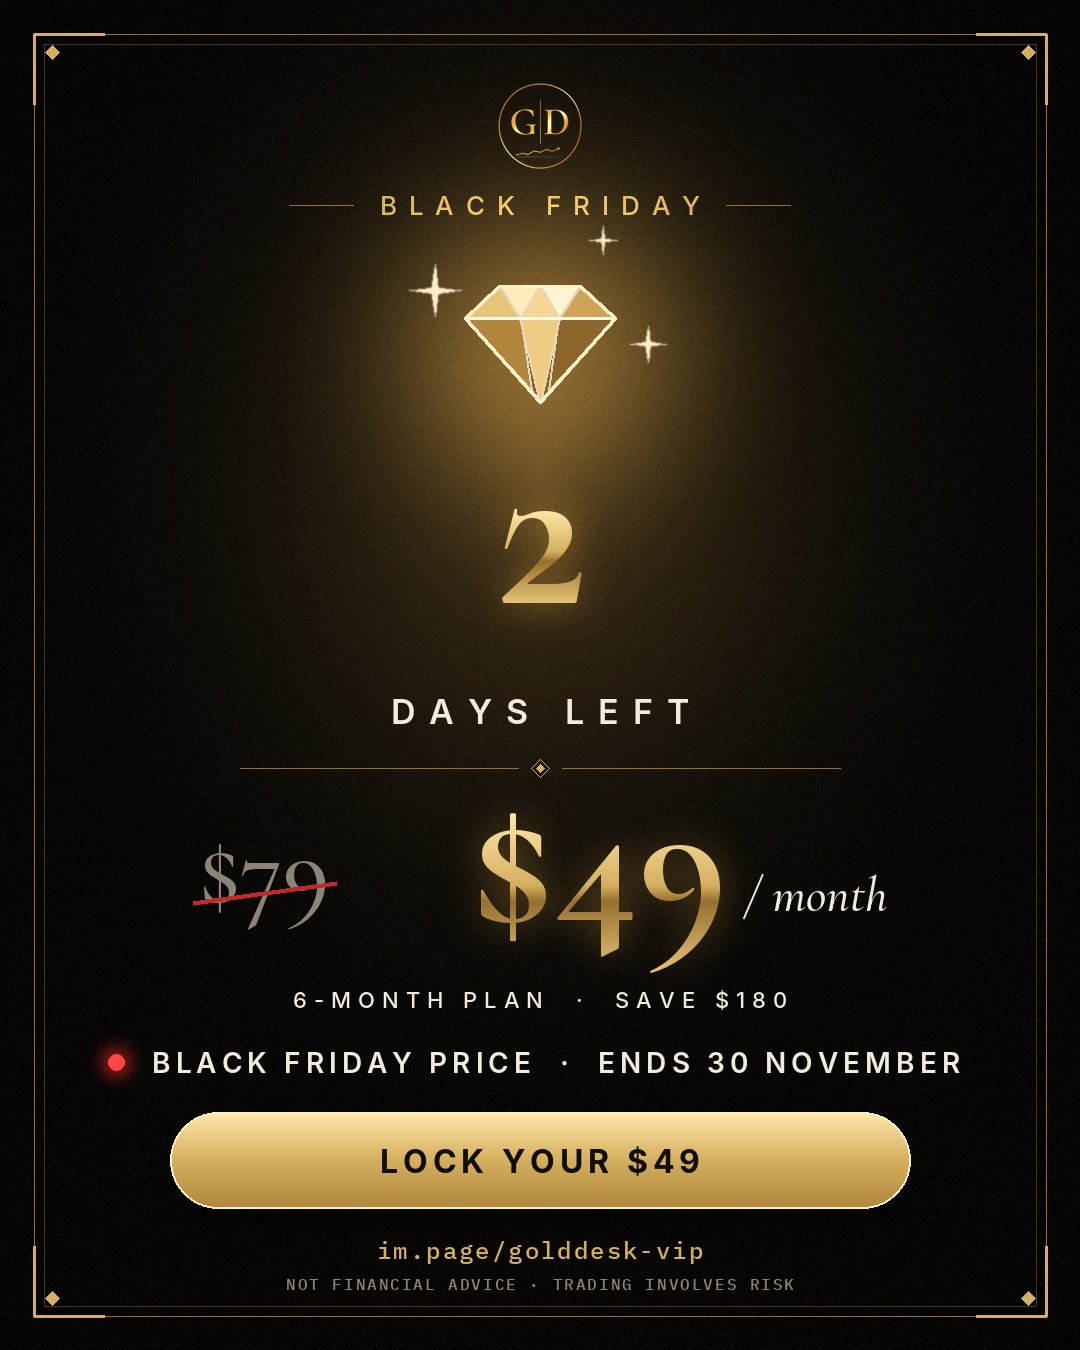 G D
BLACK FRIDAY
2
DAYS LEFT
$79 $49 / month
6-MONTH PLAN · SAVE $180
BLACK FRIDAY PRICE · ENDS 30 NOVEMBER
LOCK YOUR $49
im.page/golddesk-vip
NOT FINANCIAL ADVICE · TRADING INVOLVES RISK